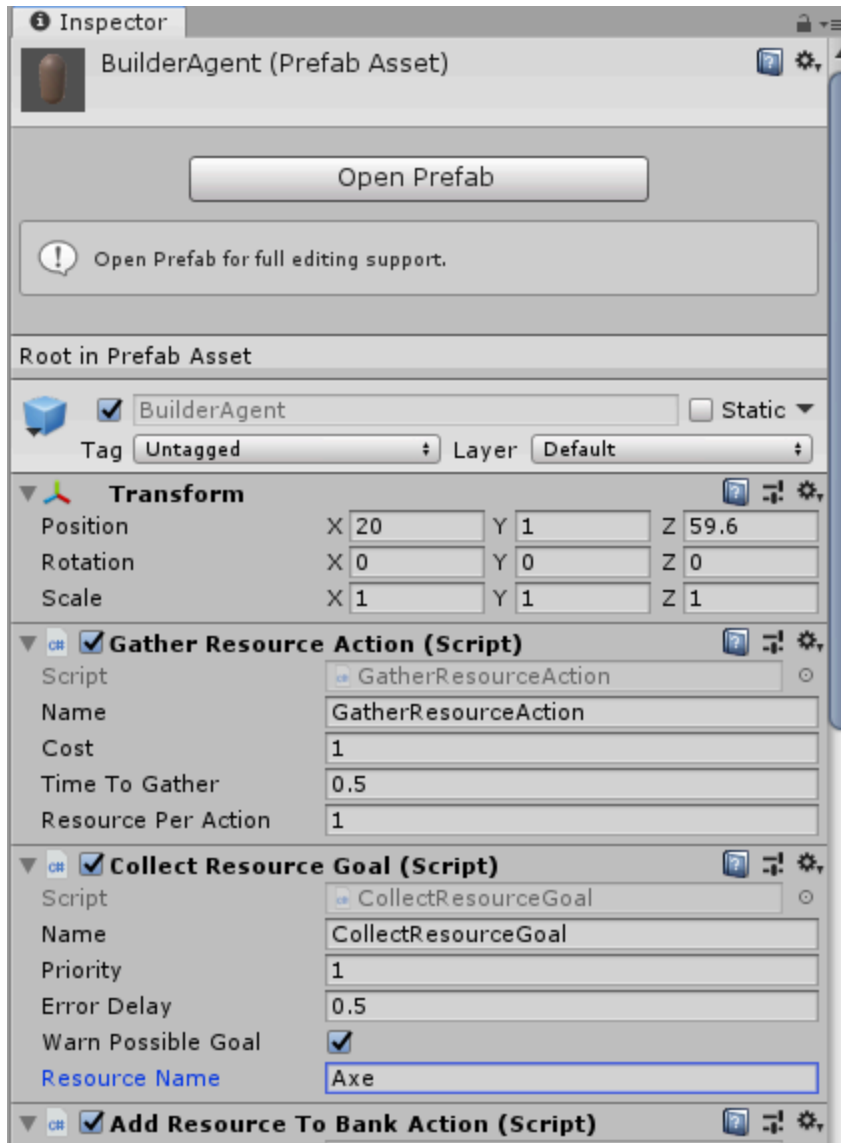 Inspector
BuilderAgent (Prefab Asset)
Open Prefab
Open Prefab for full editing support.
Root in Prefab Asset
BuilderAgent Static
Tag Untagged Layer Default
Transform
Position X 20 Y 1 Z 59.6
Rotation X 0 Y 0 Z 0
Scale X 1 Y 1 Z 1
c# Gather Resource Action (Script)
Script GatherResourceAction
Name GatherResourceAction
Cost 1
Time To Gather 0.5
Resource Per Action 1
c# Collect Resource Goal (Script)
Script CollectResourceGoal
Name CollectResourceGoal
Priority 1
Error Delay 0.5
Warn Possible Goal
Resource Name Axe
c# Add Resource To Bank Action (Script)